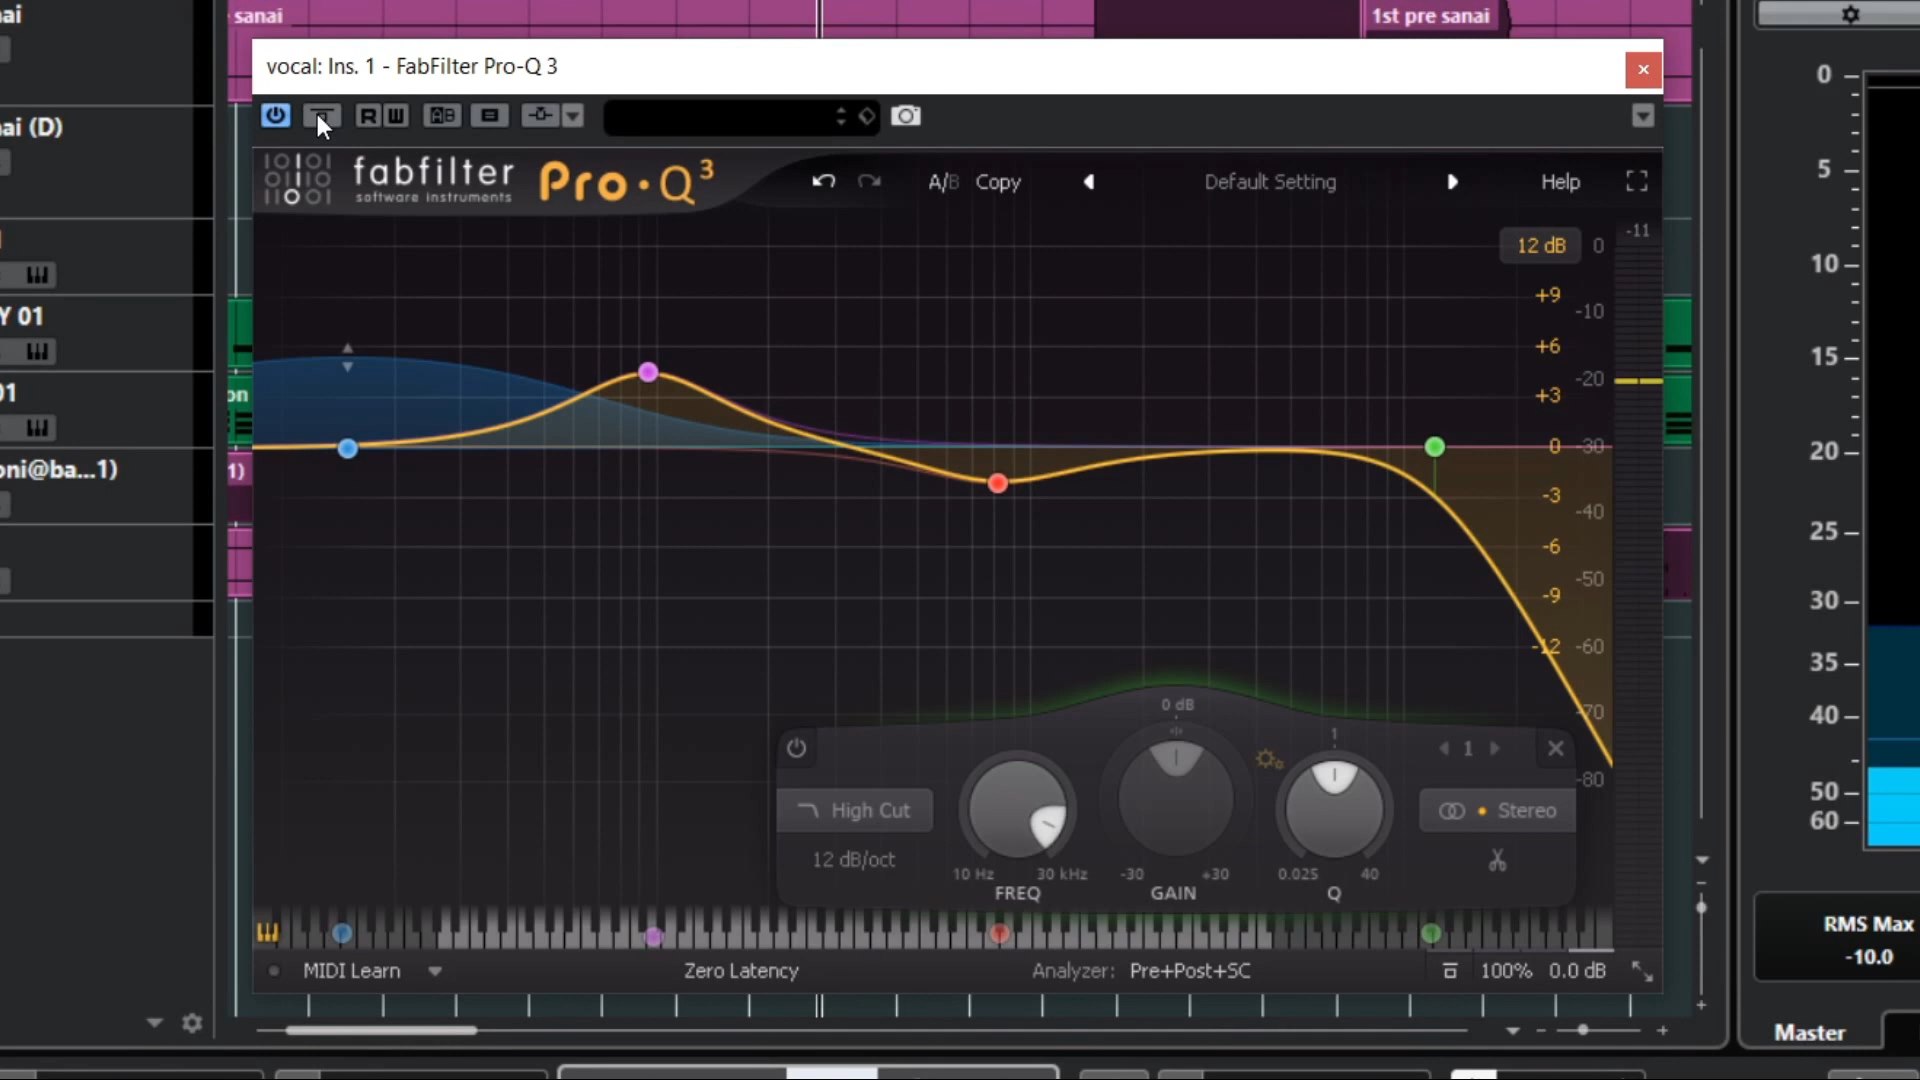 ai
sanai
1st pre sanai
vocal: Ins. 1 - FabFilter Pro-Q 3
R W AB
ai (D)
fabfilter
software instruments
Pro·Q3
A/B Copy
Default Setting
Help
12 dB 0 -11
+9
-10
+6
-20
+3
0 -30
-3
-40
-6
-50
-9
-12 -60
-70
-80
Y 01
01
on
oni@ba...1)
1)
0 dB
1
1
High Cut
Stereo
12 dB/oct
10 Hz 30 kHz
FREQ
-30 +30
GAIN
0.025 40
Q
MIDI Learn
Zero Latency
Analyzer: Pre+Post+SC
100% 0.0 dB
0
5
10
15
20
25
30
35
40
50
60
RMS Max
-10.0
Master